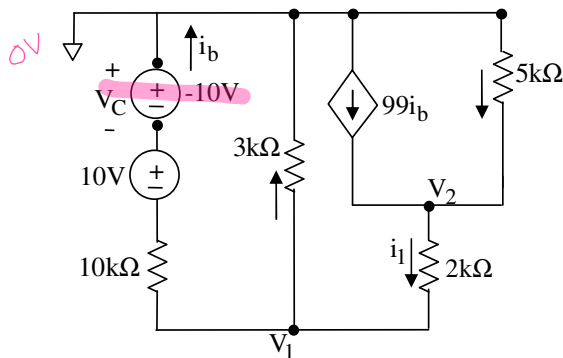 0V
i_b
+
+
V_C
-10V
−
-
10V
+
−
10kΩ
3kΩ
99i_b
5kΩ
V_2
i_1
2kΩ
V_1